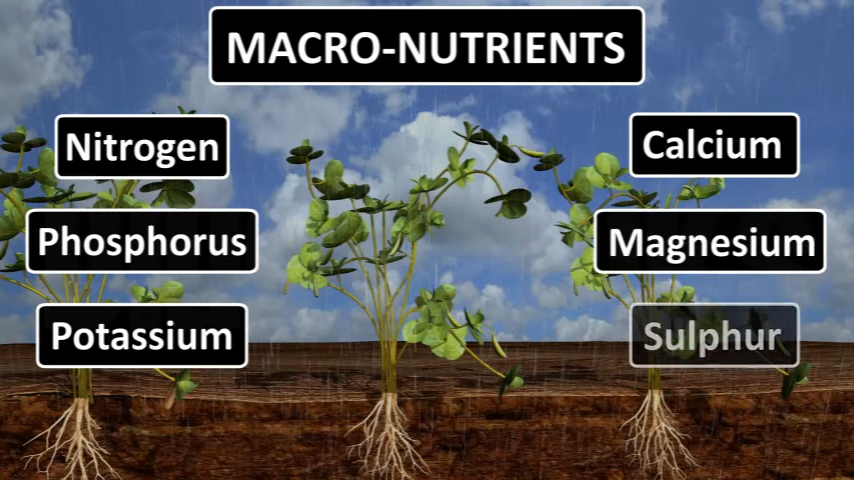 MACRO-NUTRIENTS
Nitrogen
Phosphorus
Potassium
Calcium
Magnesium
Sulphur